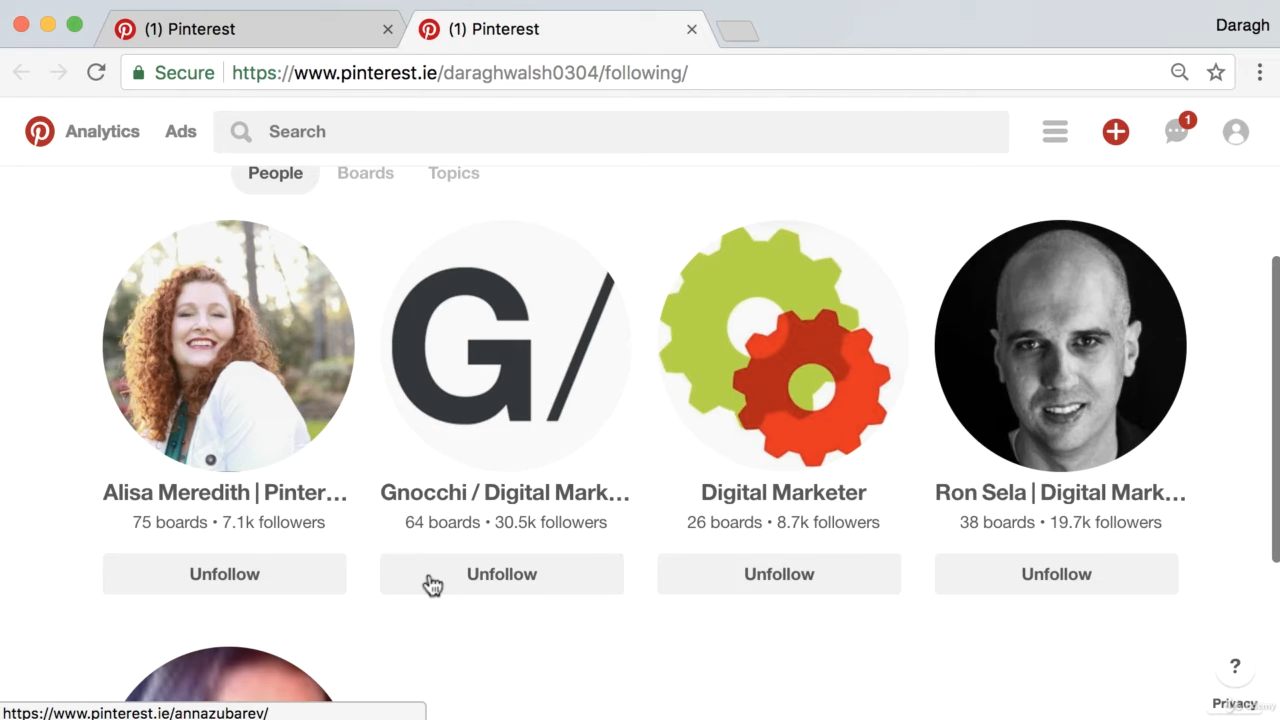 (1) Pinterest
(1) Pinterest
Daragh
Secure
https://www.pinterest.ie/daraghwalsh0304/following/
Analytics
Ads
Search
1
People
Boards
Topics
G/
Alisa Meredith | Pinter...
Gnocchi / Digital Mark...
Digital Marketer
Ron Sela | Digital Mark...
75 boards • 7.1k followers
64 boards • 30.5k followers
26 boards • 8.7k followers
38 boards • 19.7k followers
Unfollow
Unfollow
Unfollow
Unfollow
?
Privacy
https://www.pinterest.ie/annazubarev/